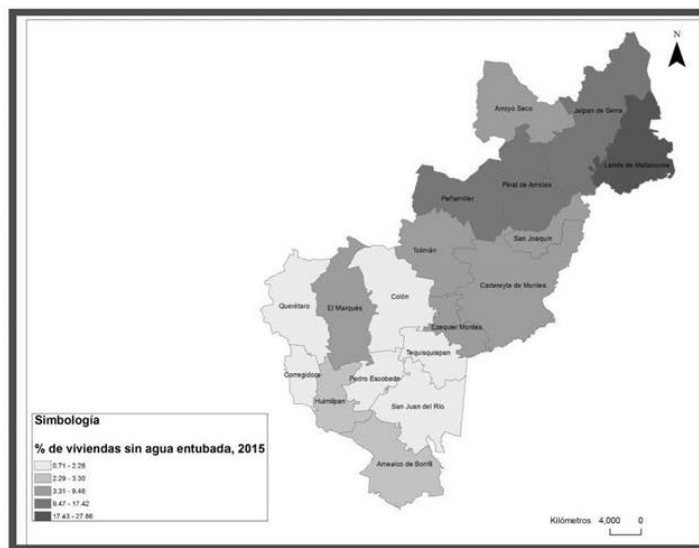 N
Arroyo Seco
Jalpan de Serra
Landa de Matamoros
Pinal de Amoles
Peñamiller
San Joaquín
Tolimán
Cadereyta de Montes
Colón
Querétaro
El Marqués
Ezequiel Montes
Tequisquiapan
Corregidora
Pedro Escobedo
Huimilpan
San Juan del Río
Amealco de Bonfil
Simbología
% de viviendas sin agua entubada, 2015
0.71 - 2.28
2.29 - 3.30
3.31 - 9.46
9.47 - 17.42
17.43 - 27.86
Kilómetros 4,000 0